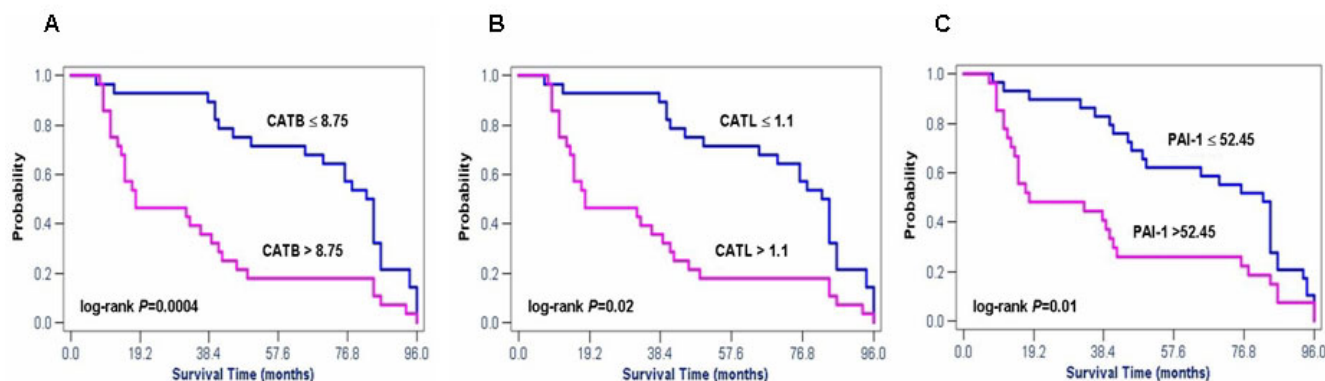 A
Probability
1.0
0.8
0.6
0.4
0.2
0.0
CATB ≤ 8.75
CATB > 8.75
log-rank P=0.0004
0.0 19.2 38.4 57.6 76.8 96.0
Survival Time (months)
B
Probability
1.0
0.8
0.6
0.4
0.2
0.0
CATL ≤ 1.1
CATL > 1.1
log-rank P=0.02
0.0 19.2 38.4 57.6 76.8 96.0
Survival Time (months)
C
Probability
1.0
0.8
0.6
0.4
0.2
0.0
PAI-1 ≤ 52.45
PAI-1 >52.45
log-rank P=0.01
0.0 19.2 38.4 57.6 76.8 96.0
Survival Time (months)